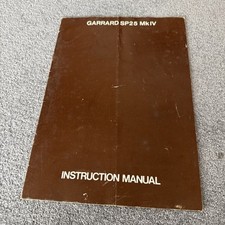 GARRARD SP25 MkIV
INSTRUCTION MANUAL